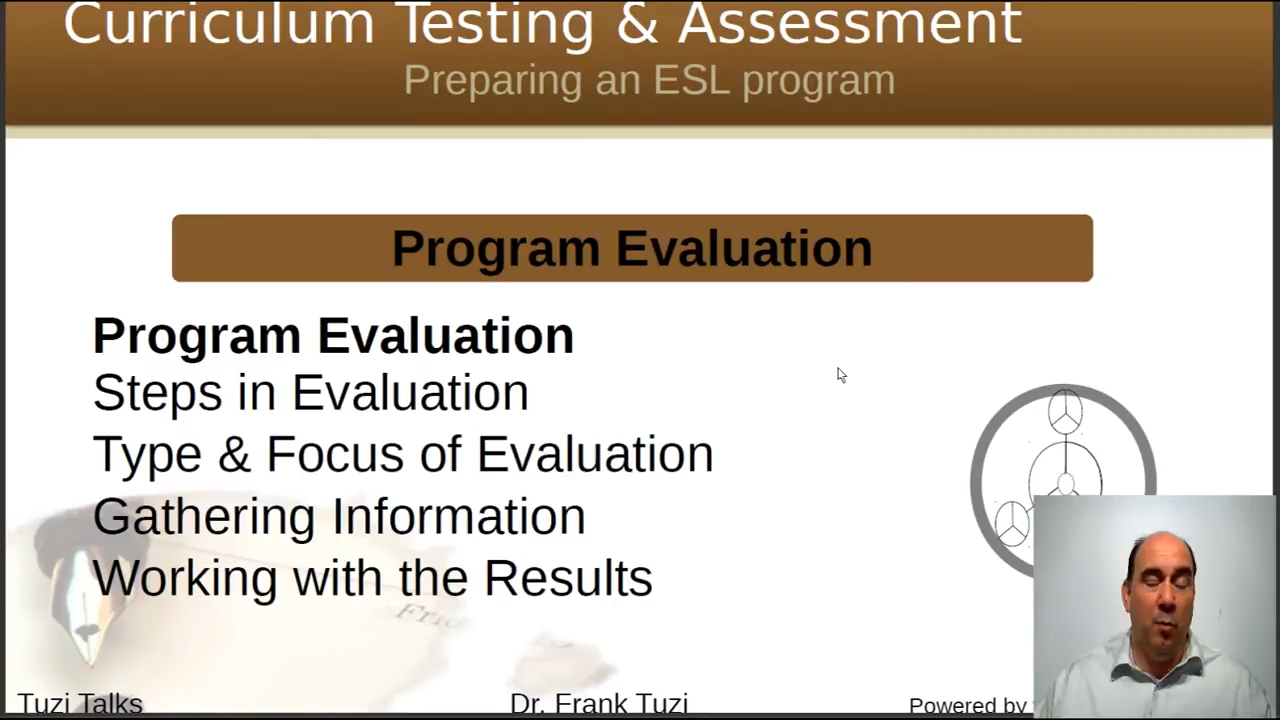 Curriculum Testing & Assessment
Preparing an ESL program
Program Evaluation
Program Evaluation
Steps in Evaluation
Type & Focus of Evaluation
Gathering Information
Working with the Results
Tuzi Talks
Dr. Frank Tuzi
Powered by